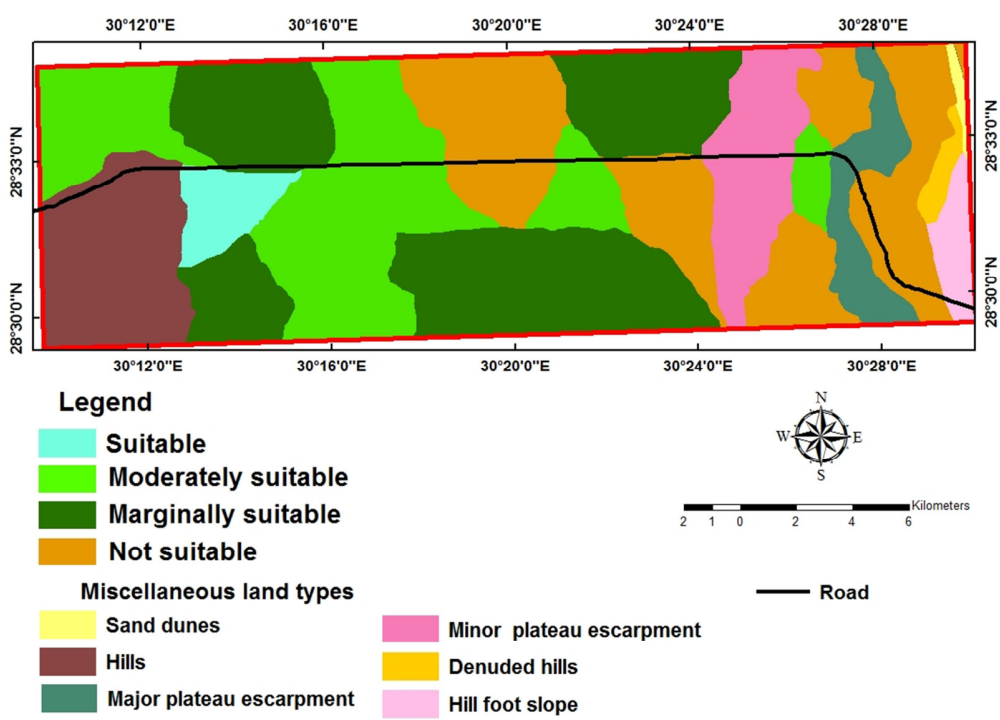 30°12'0"E 30°16'0"E 30°20'0"E 30°24'0"E 30°28'0"E
28°33'0"N 28°33'0"N
28°30'0"N 28°30'0"N
30°12'0"E 30°18'0"E 30°20'0"E 30°24'0"E 30°28'0"E
Legend
Suitable
Moderately suitable
Marginally suitable
Not suitable
Miscellaneous land types
Sand dunes
Hills
Major plateau escarpment
Minor plateau escarpment
Denuded hills
Hill foot slope
N
W E
S
Kilometers
2 1 0 2 4 6
Road